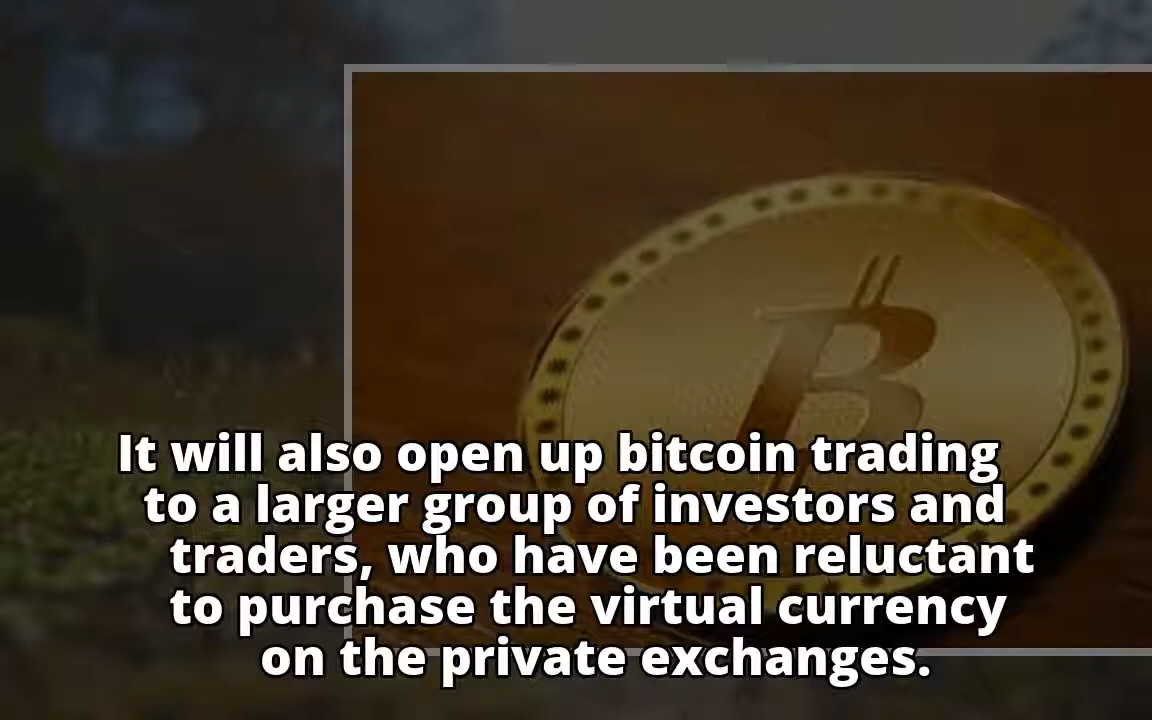 It will also open up bitcoin trading
to a larger group of investors and
traders, who have been reluctant
to purchase the virtual currency
on the private exchanges.